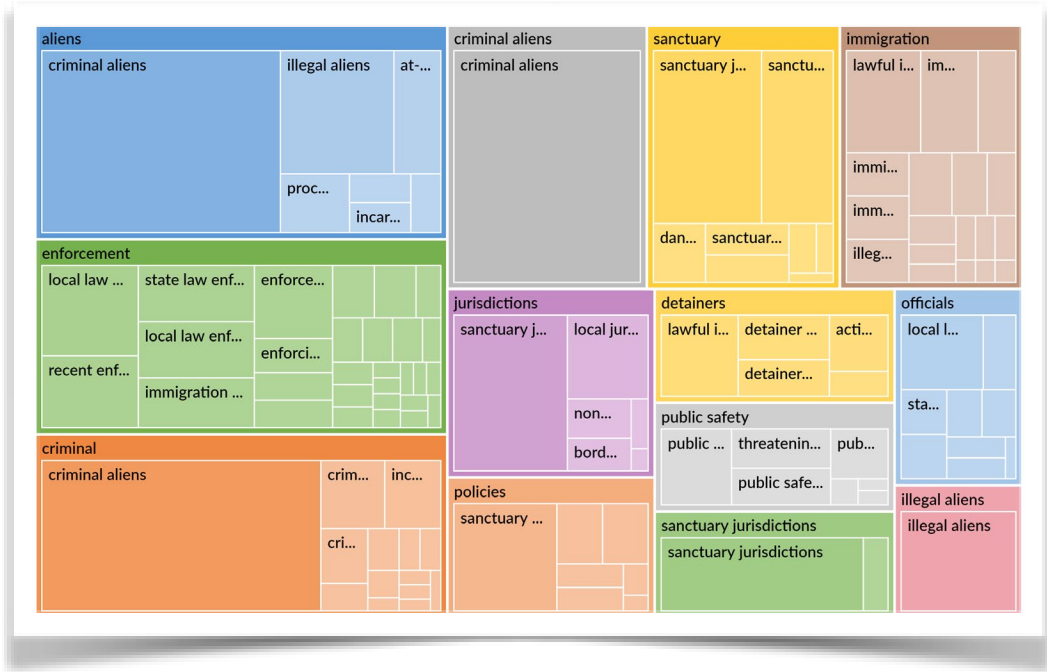 aliens
criminal aliens
illegal aliens
at-...
proc...
incar...
enforcement
local law ...
state law enf...
enforce...
local law enf...
enforci...
recent enf...
immigration ...
criminal
criminal aliens
crim...
inc...
cri...
criminal aliens
criminal aliens
sanctuary
sanctuary j...
sanctu...
dan...
sanctuar...
immigration
lawful i...
im...
immi...
imm...
illeg...
jurisdictions
sanctuary j...
local jur...
non...
bord...
policies
sanctuary ...
detainers
lawful i...
detainer ...
acti...
detainer...
public safety
public ...
threatenin...
pub...
public safe...
sanctuary jurisdictions
sanctuary jurisdictions
officials
local l...
sta...
illegal aliens
illegal aliens